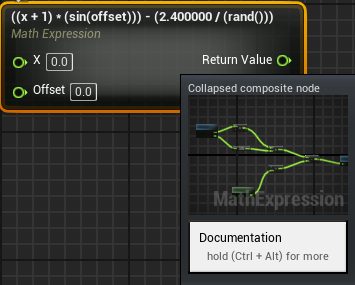 ((x + 1) * (sin(offset))) - (2.400000 / (rand()))
Math Expression
X 0.0 Return Value
Offset 0.0
Collapsed composite node
MathExpression
Documentation
hold (Ctrl + Alt) for more